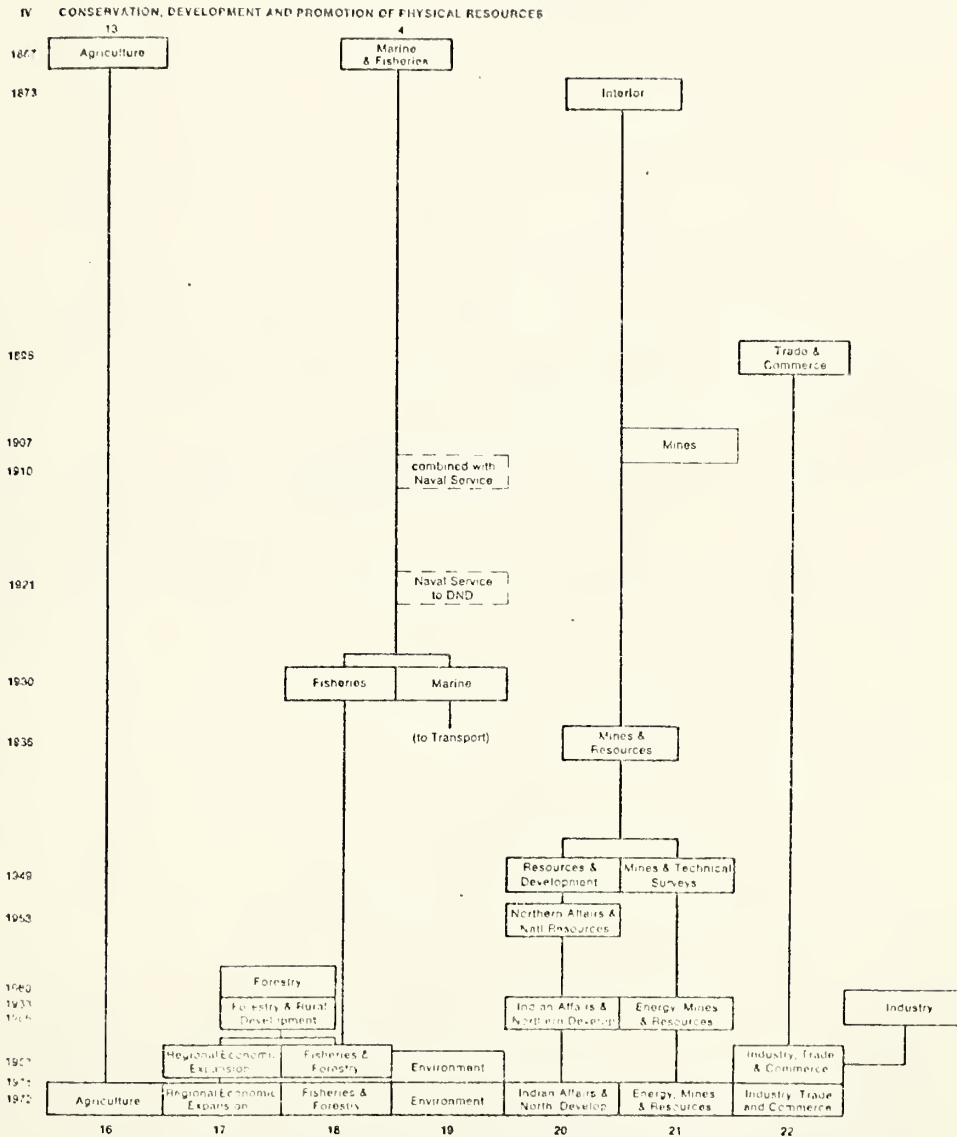 IV CONSERVATION, DEVELOPMENT AND PROMOTION OF PHYSICAL RESOURCES
13 4
1867 Agriculture Marine
& Fisheries
1873 Interior
Trade &
Commerce
1907 Mines
1910 combined with
Naval Service
1921 Naval Service
to DND
1930 Fisheries Marine
(to Transport)
Mines &
Resources
1949 Resources & Mines & Technical
Development Surveys
1953 Northern Affairs &
Natl Resources
1960 Forestry
Forestry & Rural Indian Affairs & Energy, Mines Industry
Development Northern Develop & Resources
Regional Economic Fisheries & Environment Industry, Trade
Expansion Forestry & Commerce
1971
1972 Agriculture Regional Economic Fisheries & Environment Indian Affairs & Energy, Mines Industry, Trade
Expansion Forestry North. Develop & Resources and Commerce
16 17 18 19 20 21 22